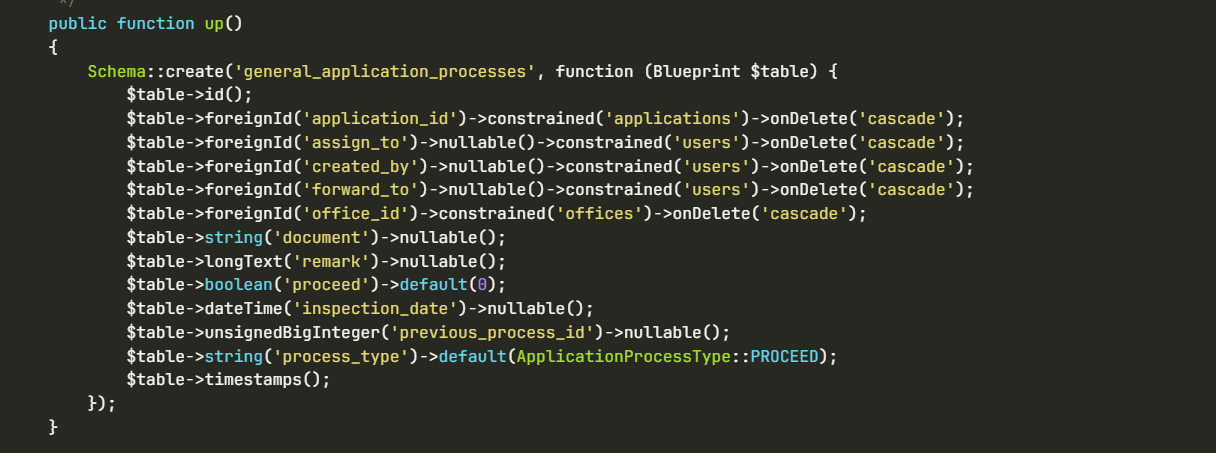 */
public function up()
{
    Schema::create('general_application_processes', function (Blueprint $table) {
        $table->id();
        $table->foreignId('application_id')->constrained('applications')->onDelete('cascade');
        $table->foreignId('assign_to')->nullable()->constrained('users')->onDelete('cascade');
        $table->foreignId('created_by')->nullable()->constrained('users')->onDelete('cascade');
        $table->foreignId('forward_to')->nullable()->constrained('users')->onDelete('cascade');
        $table->foreignId('office_id')->constrained('offices')->onDelete('cascade');
        $table->string('document')->nullable();
        $table->longText('remark')->nullable();
        $table->boolean('proceed')->default(0);
        $table->dateTime('inspection_date')->nullable();
        $table->unsignedBigInteger('previous_process_id')->nullable();
        $table->string('process_type')->default(ApplicationProcessType::PROCEED);
        $table->timestamps();
    });
}